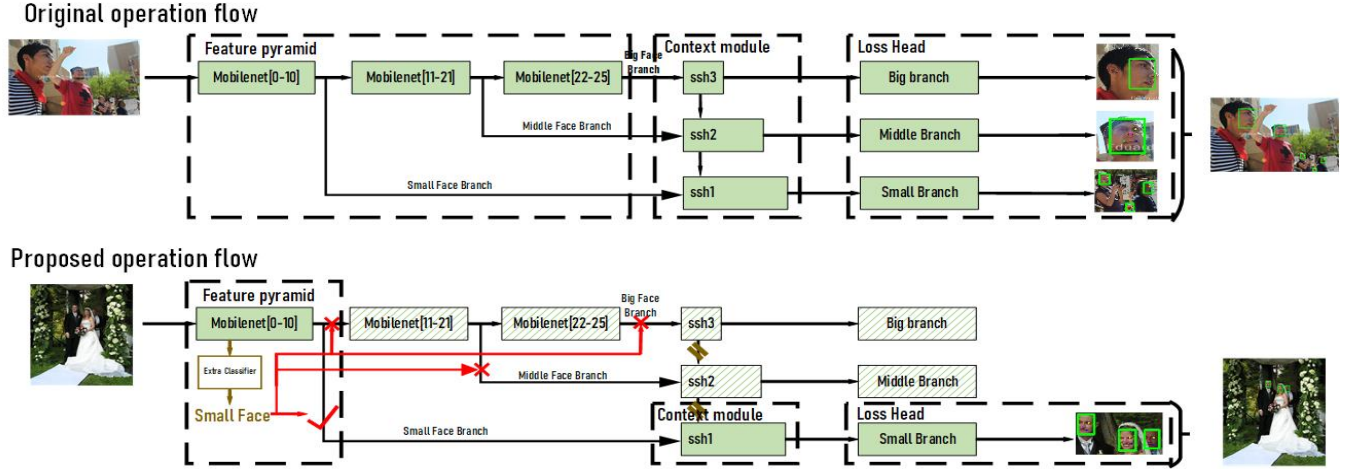 Original operation flow
Feature pyramid
Big Face
Branch
Context module
Loss Head
Mobilenet[0-10]
Mobilenet[11-21]
Mobilenet[22-25]
ssh3
Big branch
Middle Face Branch
ssh2
Middle Branch
Small Face Branch
ssh1
Small Branch
Proposed operation flow
Feature pyramid
Big Face
Branch
Mobilenet[0-10]
Mobilenet[11-21]
Mobilenet[22-25]
ssh3
Big branch
Extra Classifier
Middle Face Branch
ssh2
Middle Branch
Small Face
Context module
Loss Head
Small Face Branch
ssh1
Small Branch